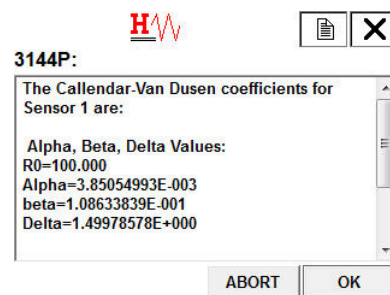 H
3144P:
The Callendar-Van Dusen coefficients for
Sensor 1 are:
Alpha, Beta, Delta Values:
R0=100.000
Alpha=3.85054993E-003
beta=1.08633839E-001
Delta=1.49978578E+000
ABORT
OK